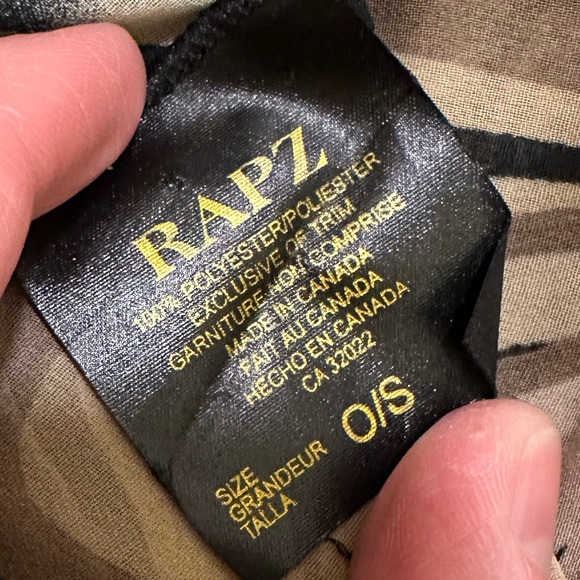 RAPZ
100% POLYESTER/POLIESTER
EXCLUSIVE OF TRIM
GARNITURE NON COMPRISE
MADE IN CANADA
FAIT AU CANADA
HECHO EN CANADA
CA 32022
SIZE
GRANDEUR
TALLA
O/S